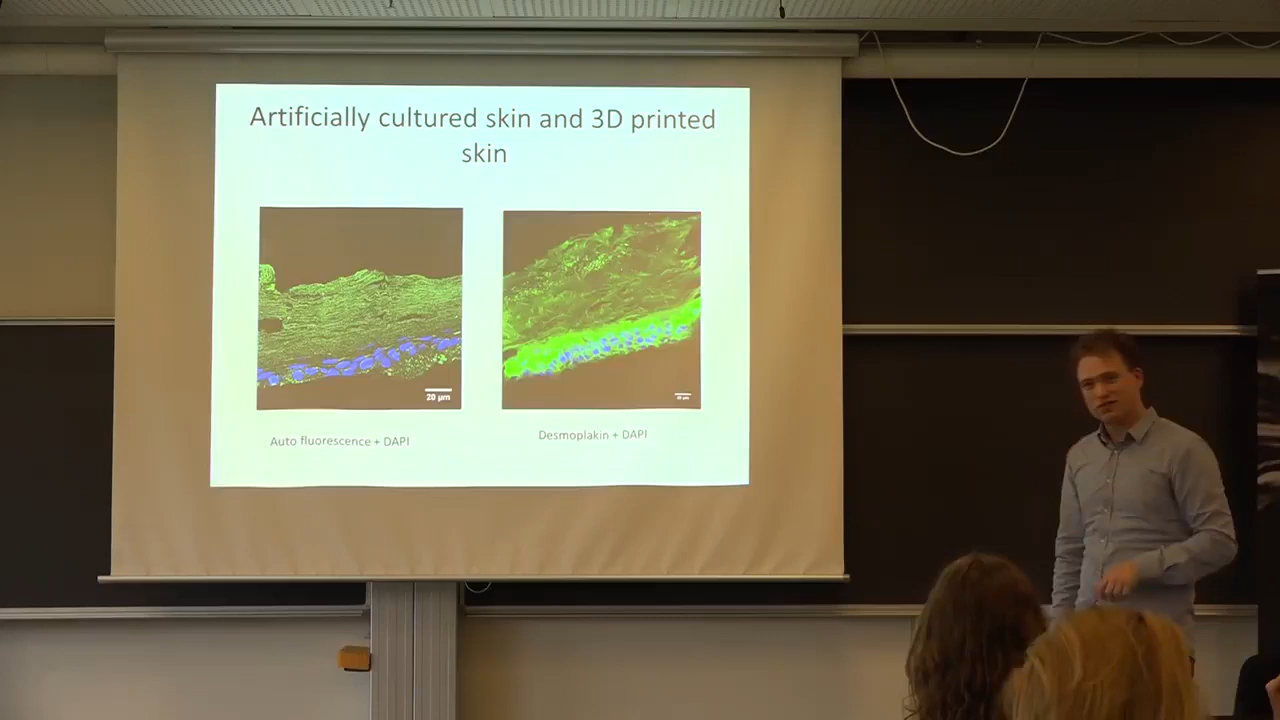 Artificially cultured skin and 3D printed
skin
20 µm
Auto fluorescence + DAPI
Desmoplakin + DAPI